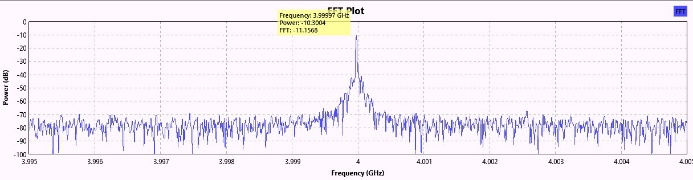 FFT Plot
FFT
Frequency: 3.99997 GHz
Power: -10.3004
FFT: -11.1568
0
-10
-20
-30
-40
-50
-60
-70
-80
-90
-100
Power (dB)
3.995 3.996 3.997 3.998 3.999 4 4.001 4.002 4.003 4.004 4.005
Frequency (GHz)